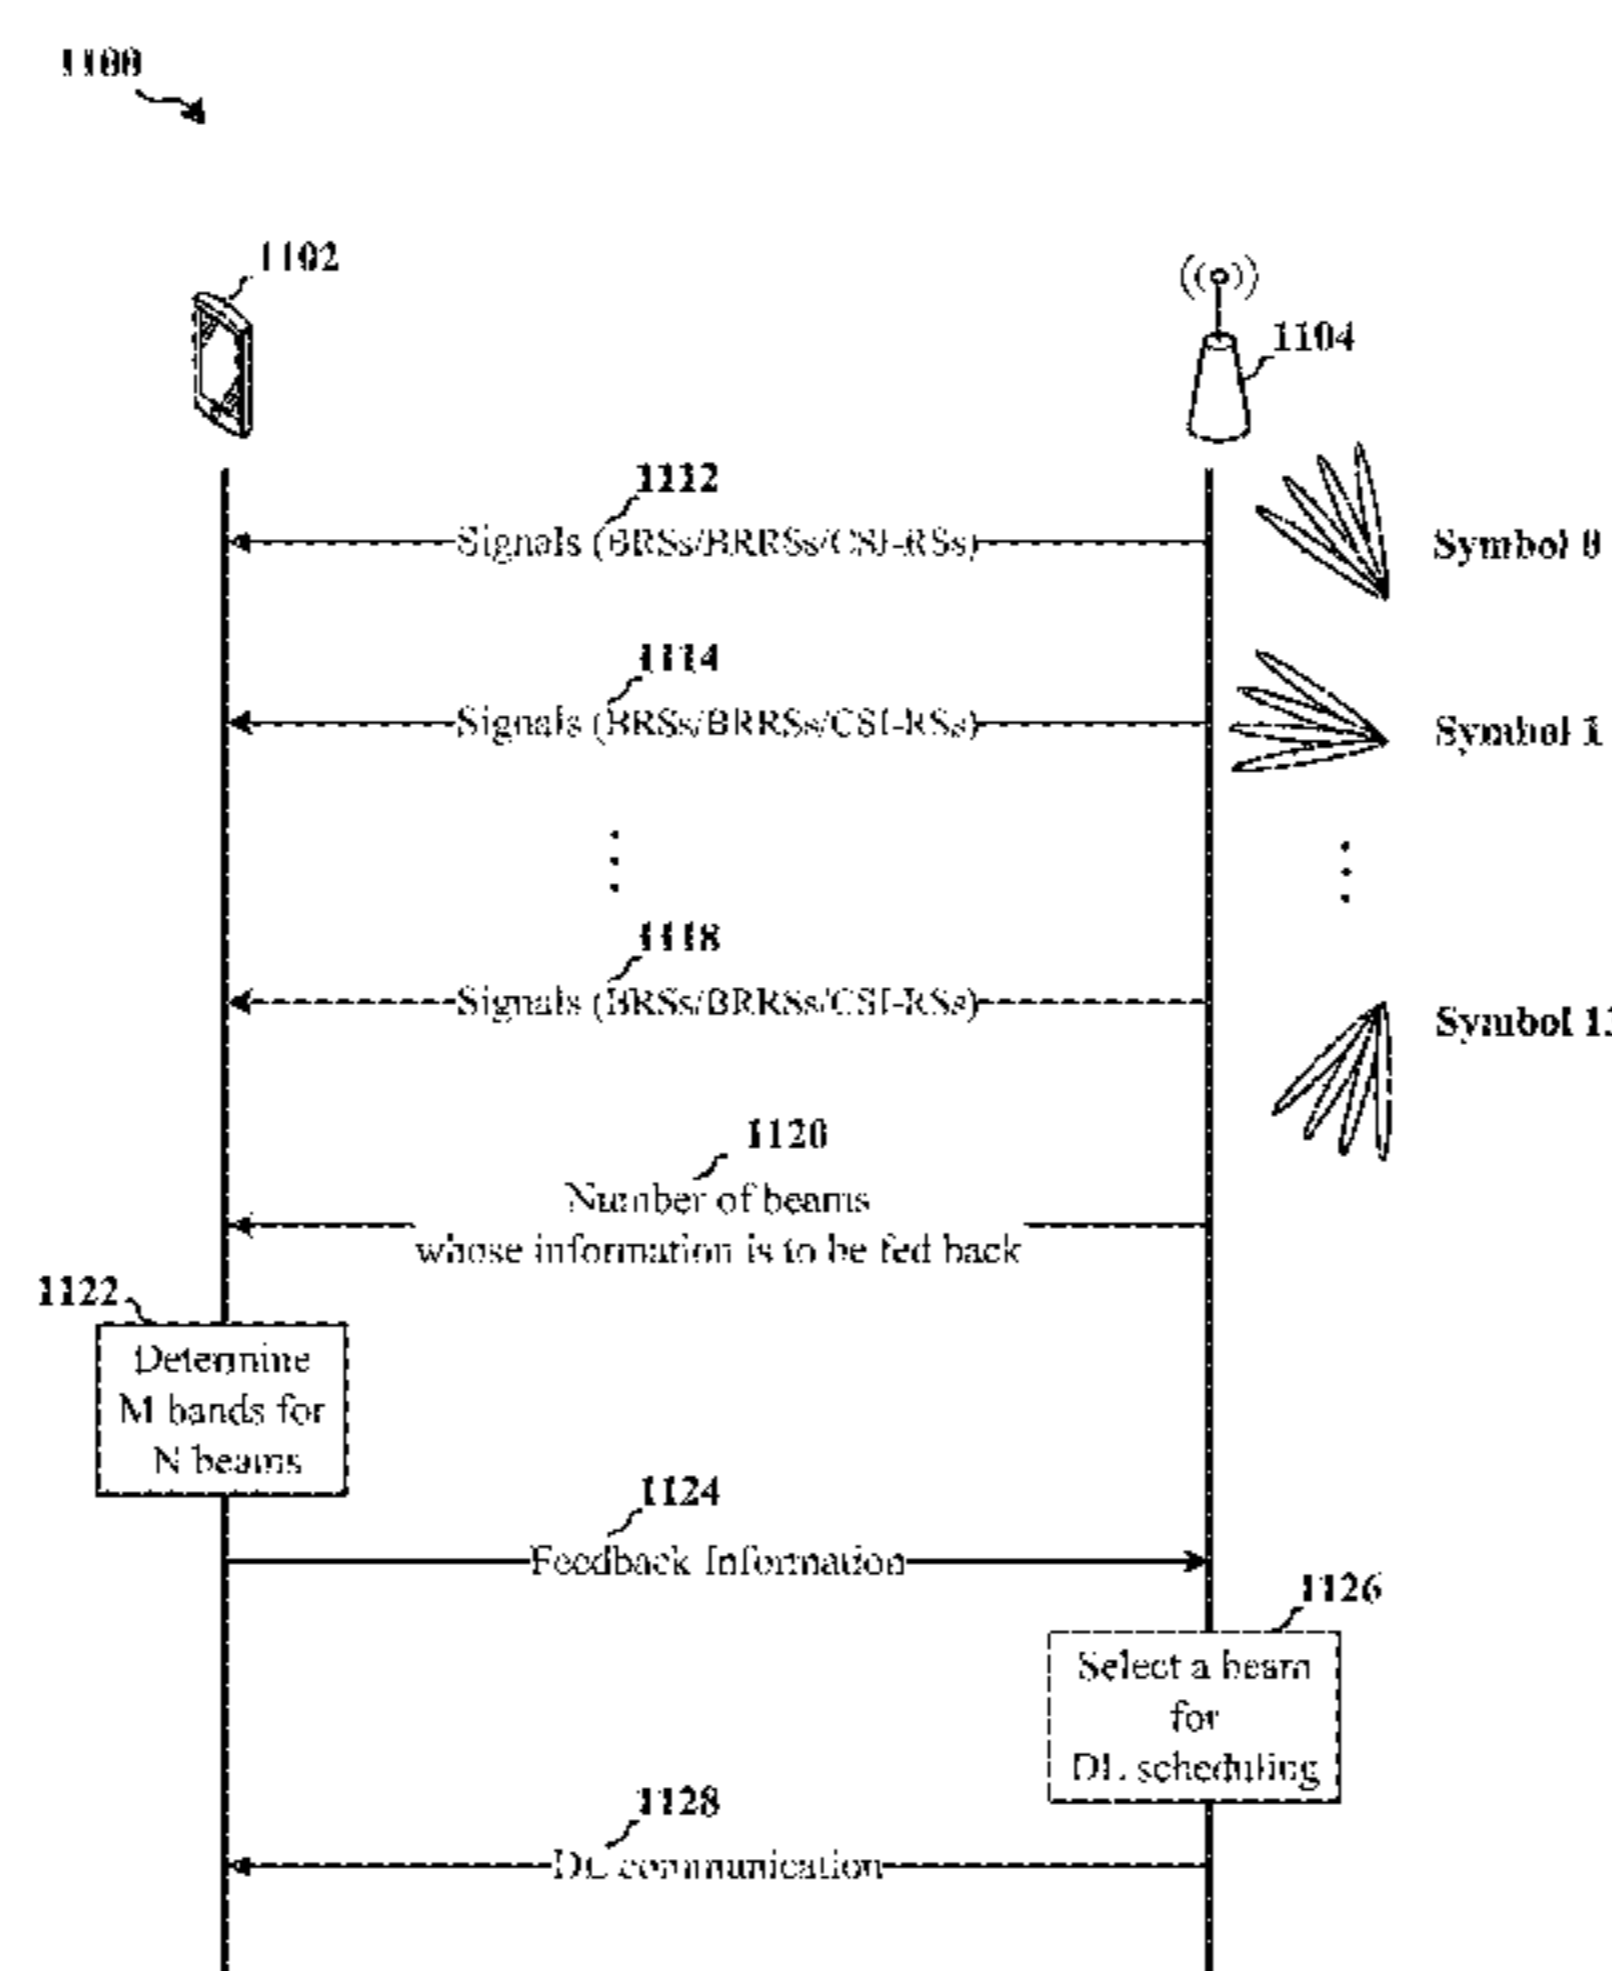 1100
1102
1104
1112
Signals (BRSs/BRRSs/CSI-RSs)
Symbol 0
1114
Signals (BRSs/BRRSs/CSI-RSs)
Symbol 1
1118
Signals (BRSs/BRRSs/CSI-RSs)
Symbol
1120
Number of beams
whose information is to be fed back
1122
Determine
M bands for
N beams
1124
Feedback Information
1126
Select a beam
for
DL scheduling
1128
DL communication